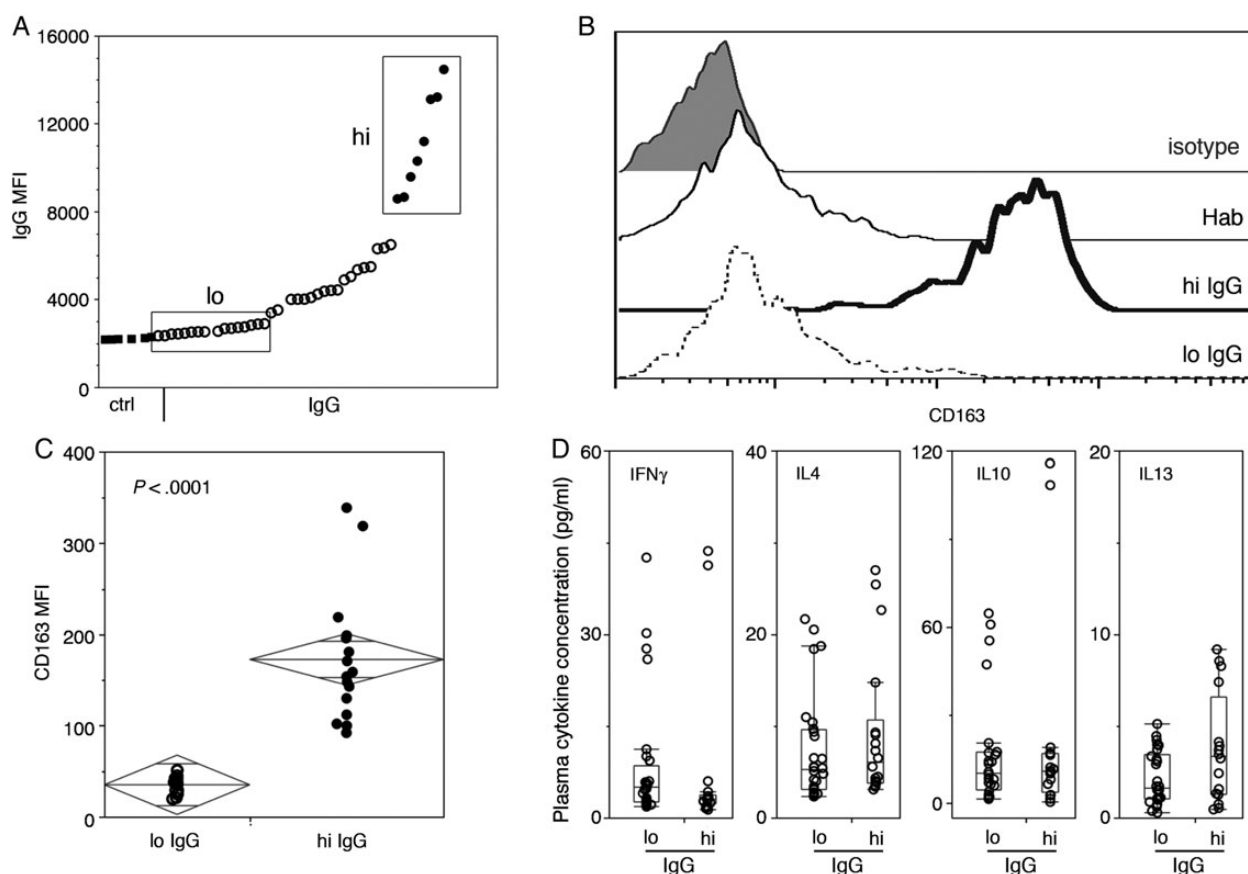 A
16000
12000
8000
4000
0
IgG MFI
hi
lo
ctrl
IgG
B
isotype
Hab
hi IgG
lo IgG
CD163
C
400
300
200
100
0
CD163 MFI
P < .0001
lo IgG
hi IgG
D
Plasma cytokine concentration (pg/ml)
60
30
0
IFNγ
lo hi
IgG
40
20
0
IL4
lo hi
IgG
120
60
0
IL10
lo hi
IgG
20
10
0
IL13
lo hi
IgG